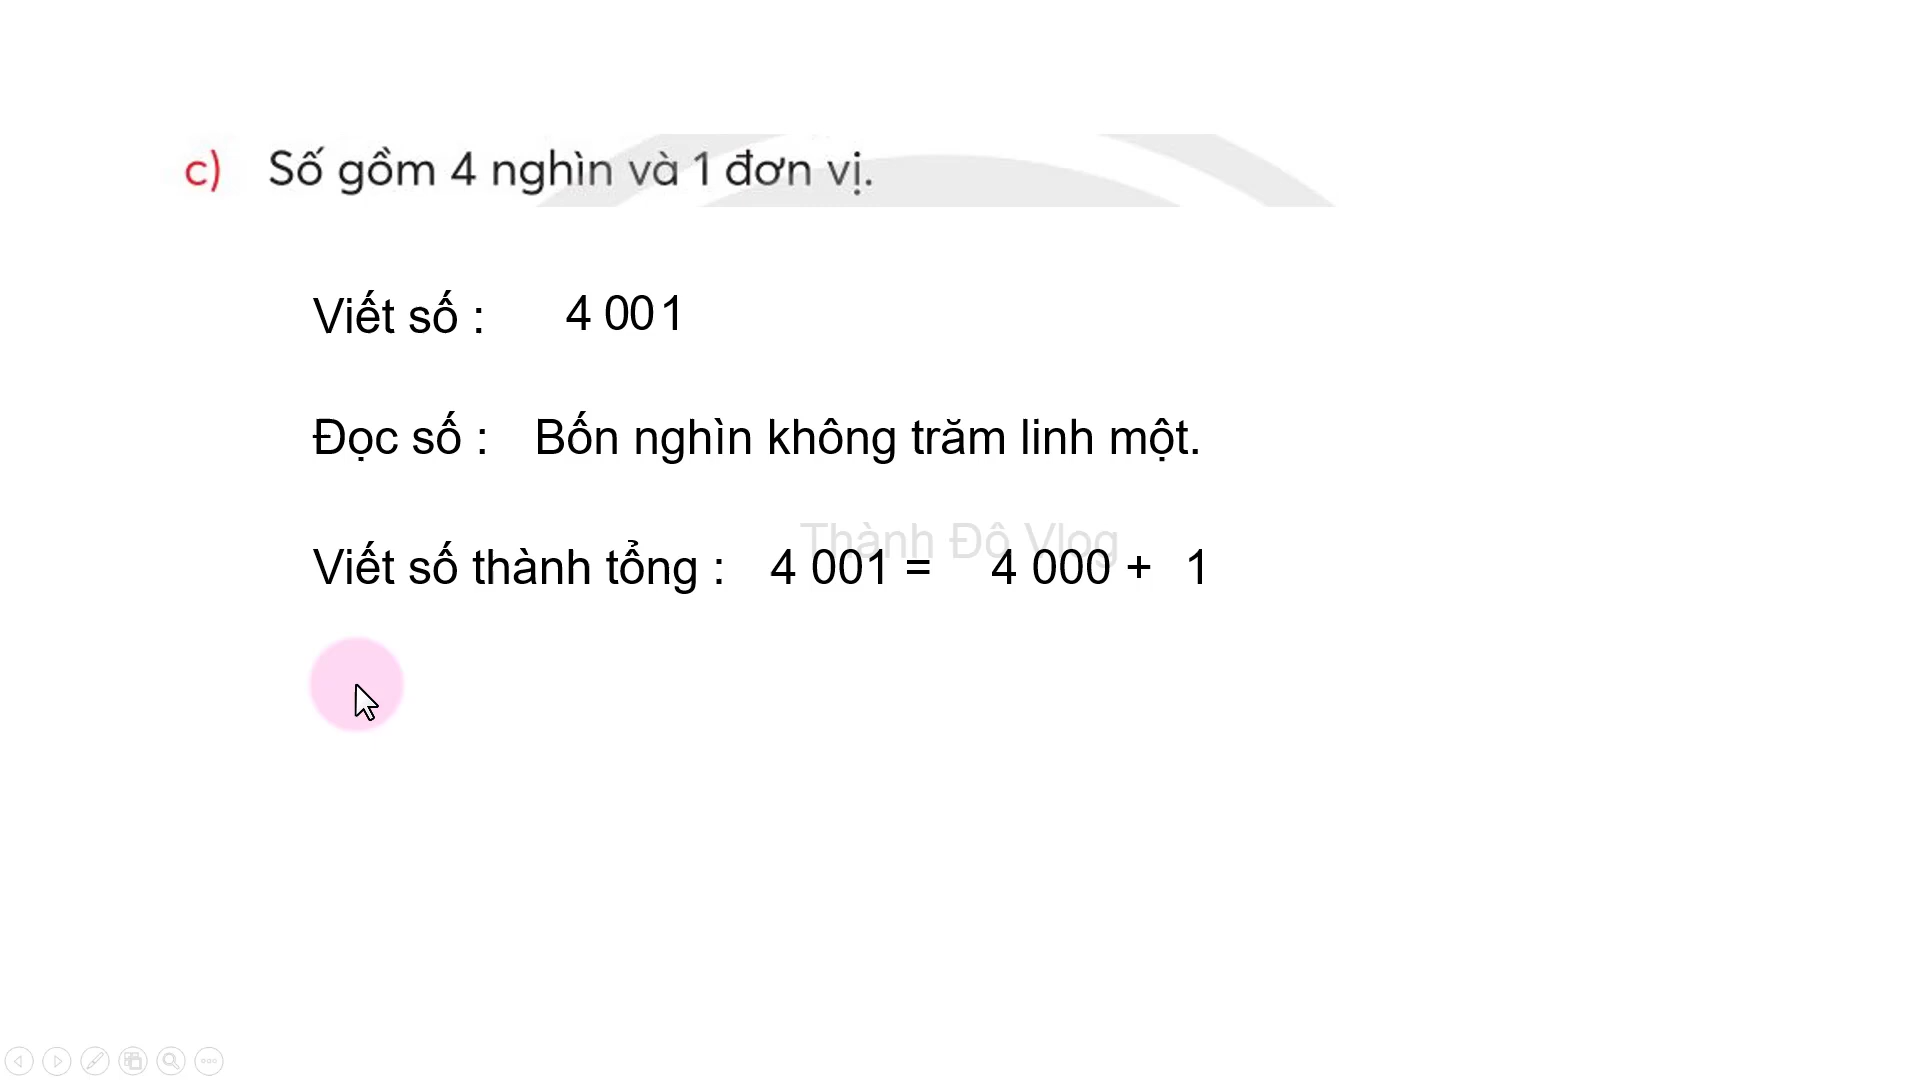 c) Số gồm 4 nghìn và 1 đơn vị.
Viết số : 4 001
Đọc số : Bốn nghìn không trăm linh một.
Thành Đô Vlog
Viết số thành tổng : 4 001 = 4 000 + 1